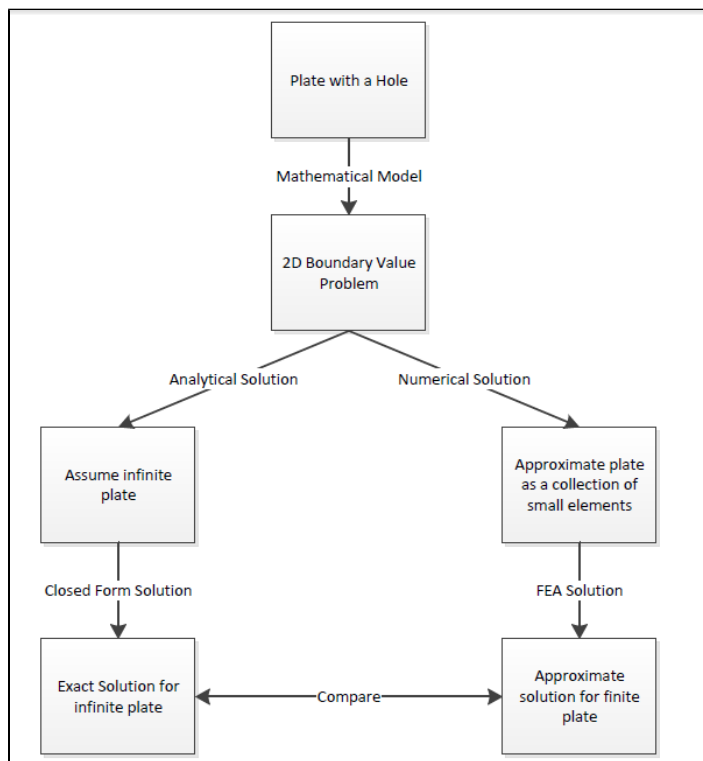 Plate with a Hole
Mathematical Model
2D Boundary Value
Problem
Analytical Solution
Numerical Solution
Assume infinite
plate
Approximate plate
as a collection of
small elements
Closed Form Solution
FEA Solution
Exact Solution for
infinite plate
Compare
Approximate
solution for finite
plate